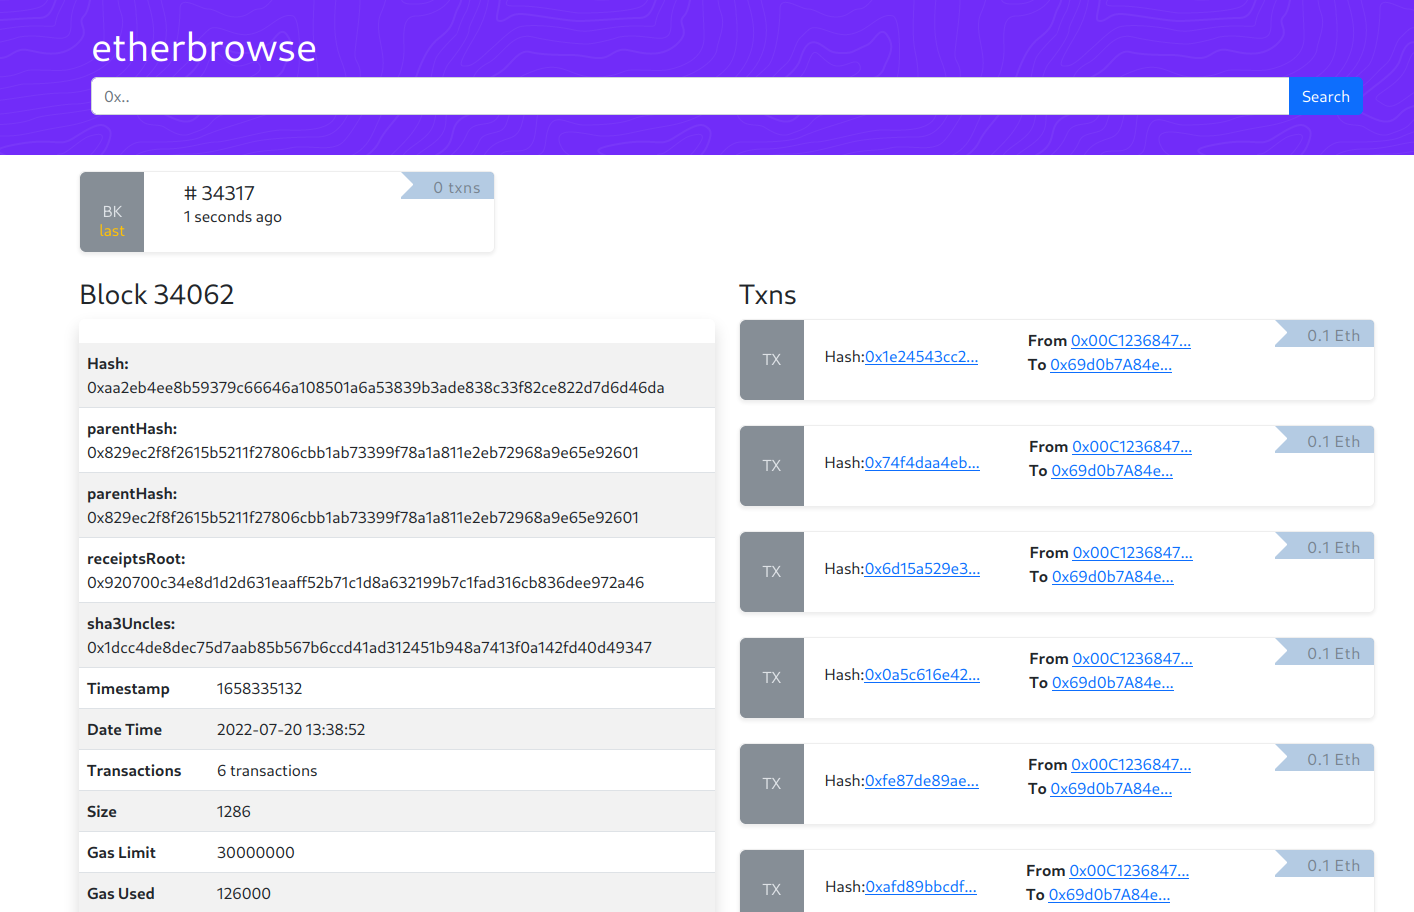 etherbrowse
0x..
Search
BK
last
# 34317
1 seconds ago
0 txns
Block 34062
Hash:
0xaa2eb4ee8b59379c66646a108501a6a53839b3ade838c33f82ce822d7d6d46da
parentHash:
0x829ec2f8f2615b5211f27806cbb1ab73399f78a1a811e2eb72968a9e65e92601
parentHash:
0x829ec2f8f2615b5211f27806cbb1ab73399f78a1a811e2eb72968a9e65e92601
receiptsRoot:
0x920700c34e8d1d2d631eaaff52b71c1d8a632199b7c1fad316cb836dee972a46
sha3Uncles:
0x1dcc4de8dec75d7aab85b567b6ccd41ad312451b948a7413f0a142fd40d49347
Timestamp 1658335132
Date Time 2022-07-20 13:38:52
Transactions 6 transactions
Size 1286
Gas Limit 30000000
Gas Used 126000
Txns
TX
Hash:0x1e24543cc2...
From 0x00C1236847...
To 0x69d0b7A84e...
0.1 Eth
TX
Hash:0x74f4daa4eb...
From 0x00C1236847...
To 0x69d0b7A84e...
0.1 Eth
TX
Hash:0x6d15a529e3...
From 0x00C1236847...
To 0x69d0b7A84e...
0.1 Eth
TX
Hash:0x0a5c616e42...
From 0x00C1236847...
To 0x69d0b7A84e...
0.1 Eth
TX
Hash:0xfe87de89ae...
From 0x00C1236847...
To 0x69d0b7A84e...
0.1 Eth
TX
Hash:0xafd89bbcdf...
From 0x00C1236847...
To 0x69d0b7A84e...
0.1 Eth